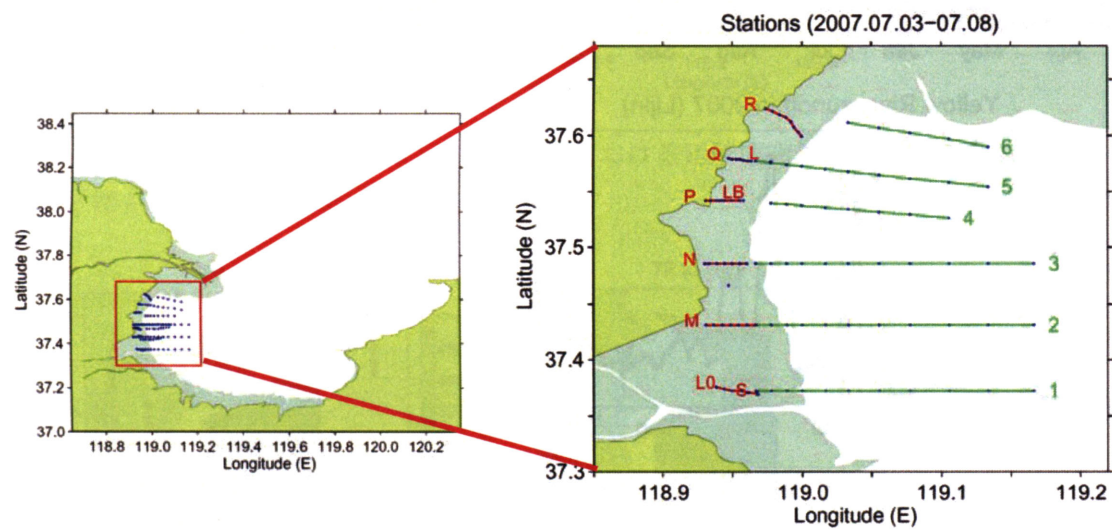 Stations (2007.07.03−07.08)
38.4
38.2
38.0
37.8
37.6
37.4
37.2
37.0
Latitude (N)
118.8 119.0 119.2 119.4 119.6 119.8 120.0 120.2
Longitude (E)
37.6
37.5
37.4
37.3
Latitude (N)
R
Q L
P LB
N
M
L0 S
6
5
4
3
2
1
118.9 119.0 119.1 119.2
Longitude (E)